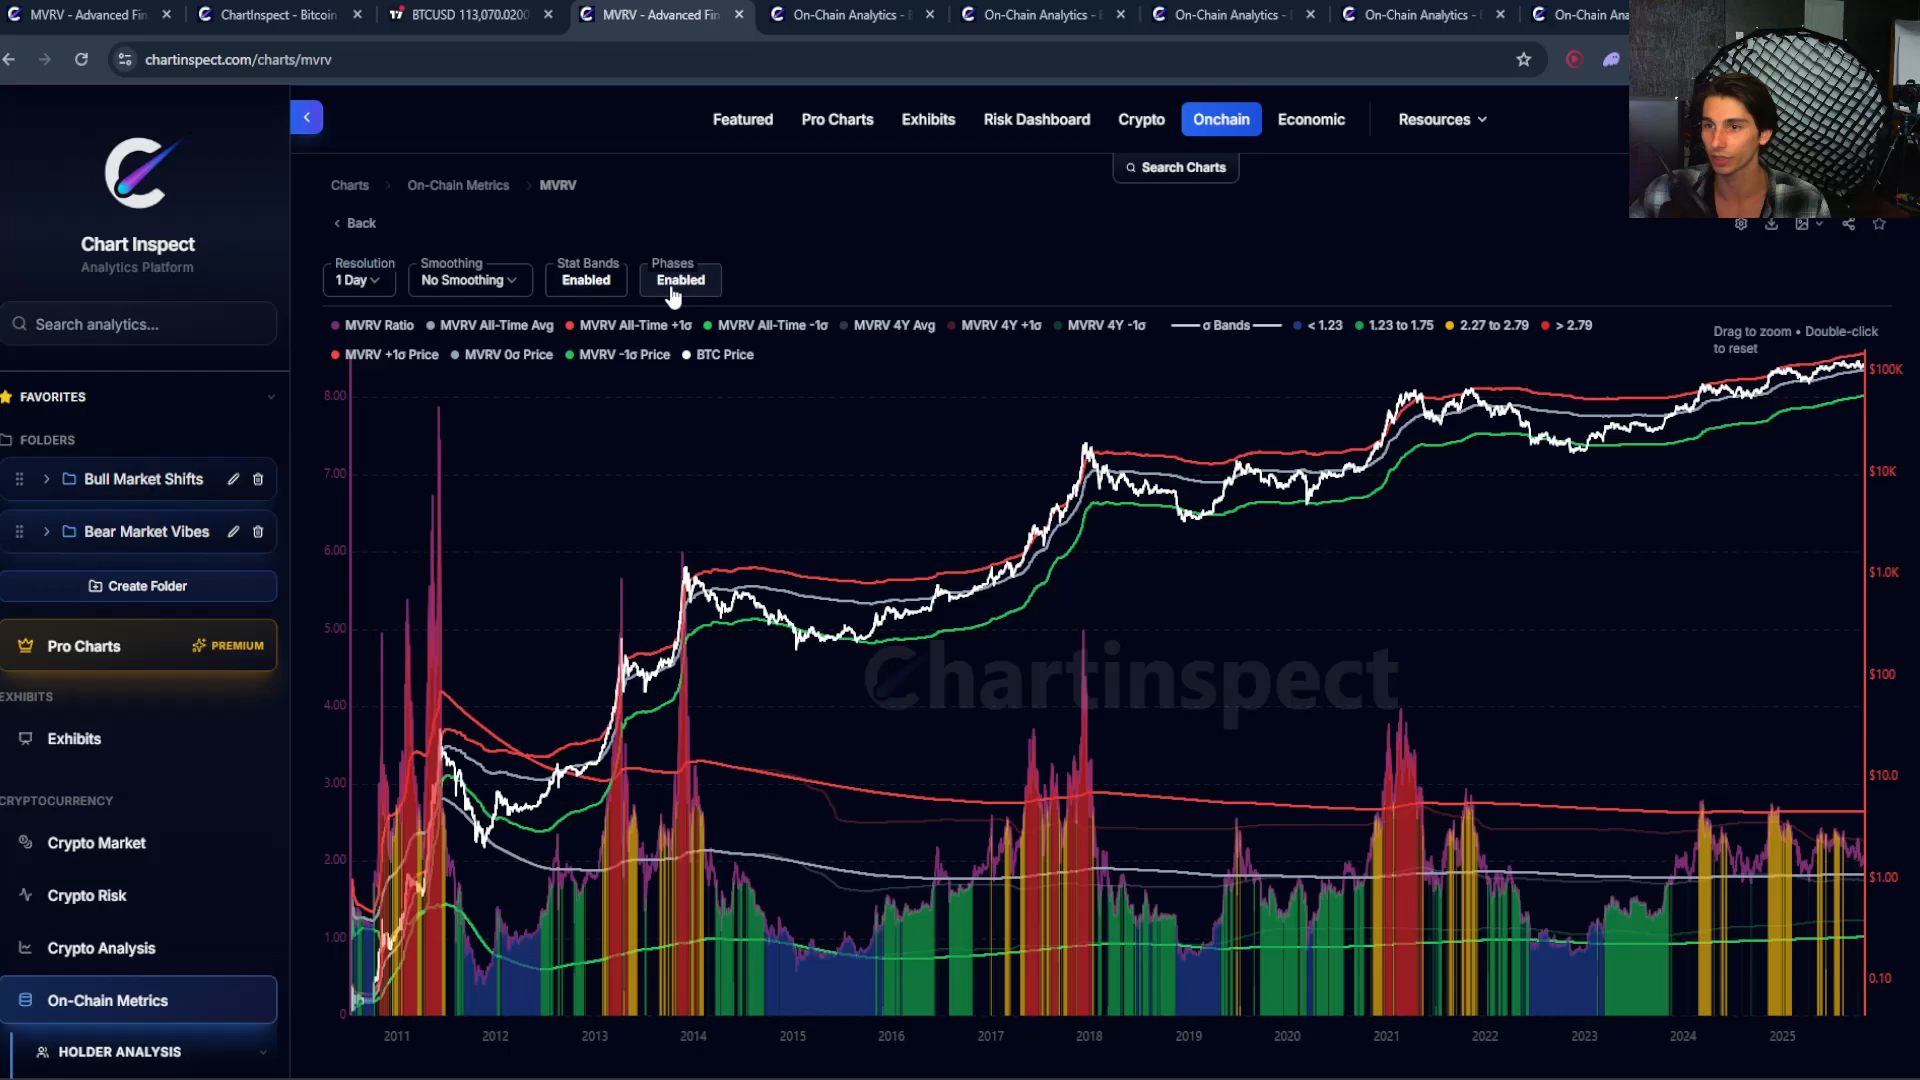 MVRV - Advanced Fin
ChartInspect - Bitcoin
BTCUSD 113,070.0200
MVRV - Advanced Fin
On-Chain Analytics -
On-Chain Analytics -
On-Chain Analytics -
On-Chain Analytics -
On-Chain Ana
chartinspect.com/charts/mvrv
Chart Inspect
Analytics Platform
Search analytics...
FAVORITES
FOLDERS
Bull Market Shifts
Bear Market Vibes
Create Folder
Pro Charts PREMIUM
EXHIBITS
Exhibits
CRYPTOCURRENCY
Crypto Market
Crypto Risk
Crypto Analysis
On-Chain Metrics
HOLDER ANALYSIS
Featured Pro Charts Exhibits Risk Dashboard Crypto Onchain Economic Resources
Search Charts
Charts On-Chain Metrics MVRV
Back
Resolution Smoothing Stat Bands Phases
1 Day No Smoothing Enabled Enabled
MVRV Ratio MVRV All-Time Avg MVRV All-Time +1σ MVRV All-Time -1σ MVRV 4Y Avg MVRV 4Y +1σ MVRV 4Y -1σ σ Bands < 1.23 1.23 to 1.75 2.27 to 2.79 > 2.79
MVRV +1σ Price MVRV 0σ Price MVRV -1σ Price BTC Price
Drag to zoom • Double-click
to reset
8.00
7.00
6.00
5.00
4.00
3.00
2.00
1.00
0
$100K
$10K
$1.0K
$100
$10.0
$1.00
0.10
Chartinspect
2011 2012 2013 2014 2015 2016 2017 2018 2019 2020 2021 2022 2023 2024 2025